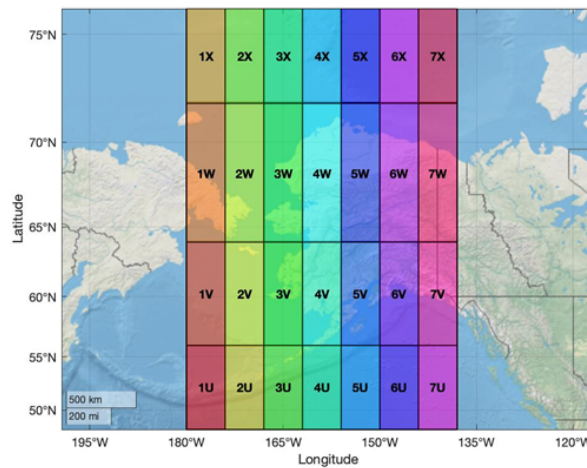 75°N
1X 2X 3X 4X 5X 6X 7X
70°N
1W 2W 3W 4W 5W 6W 7W
65°N
Latitude
60°N
1V 2V 3V 4V 5V 6V 7V
55°N
1U 2U 3U 4U 5U 6U 7U
500 km
200 mi
50°N
195°W 180°W 165°W 150°W 135°W 120°W
Longitude